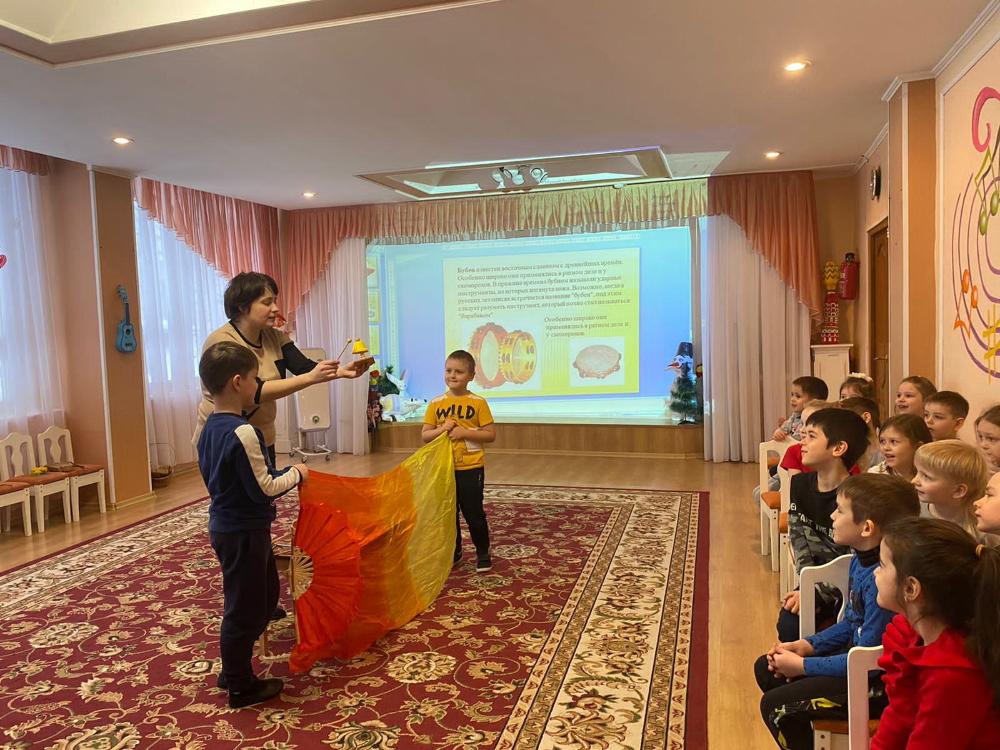 Microsoft PowerPoint
Бубен известен восточным славянам с древнейших времён.
Особенно широко они применялись в ратном деле и у
скоморохов. В прежние времена бубном называли ударные
инструменты, на которых натянута кожа. Возможно, когда в
русских летописях встречается название "бубен", под этим
следует разуметь инструмент, который позже стал называться
"барабаном".
Особенно широко они
применялись в ратном деле и
у скоморохов.
WILD